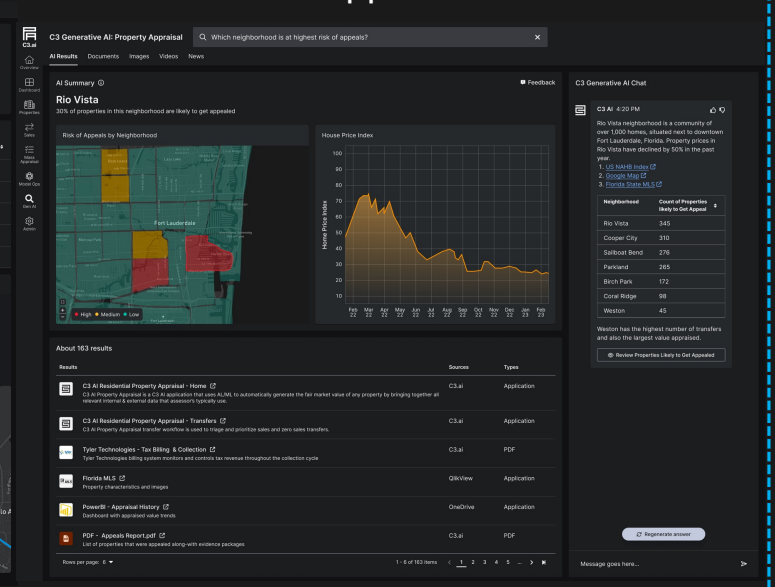 C3.ai
Overview
Dashboard
Properties
Sales
Mass
Appraisal
Model Ops
Gen AI
Admin
C3 Generative AI: Property Appraisal
Which neighborhood is at highest risk of appeals?
AI Results Documents Images Videos News
AI Summary
Feedback
Rio Vista
30% of properties in this neighborhood are likely to get appealed
Risk of Appeals by Neighborhood
Fort Lauderdale
High Medium Low
House Price Index
House Price Index
100
90
80
70
60
50
40
30
20
10
Feb 22 Mar 22 Apr 22 May 22 Jun 22 Jul 22 Aug 22 Sep 22 Oct 22 Nov 22 Dec 22 Jan 23 Feb 23
About 163 results
Results Sources Types
C3 AI Residential Property Appraisal - Home C3.ai Application
C3 AI Property Appraisal is a C3 AI application that uses AI/ML to automatically generate the fair market value of any property by bringing together all
relevant internal & external data that assessor's typically use.
C3 AI Residential Property Appraisal - Transfers C3.ai Application
C3 AI Property Appraisal transfer workflow is used to triage and prioritize sales and zero sales transfers.
Tyler Technologies - Tax Billing & Collection C3.ai PDF
Tyler Technologies billing system monitors and controls tax revenue throughout the collection cycle
Florida MLS QlikView Application
Property characteristics and images
PowerBI - Appraisal History OneDrive Application
Dashboard with appraised value trends
PDF - Appeals Report.pdf C3.ai PDF
List of properties that were appealed along-with evidence packages
Rows per page: 6
1 - 8 of 163 items < 1 2 3 4 5 ... >
C3 Generative AI Chat
C3 AI 4:20 PM
Rio Vista neighborhood is a community of
over 1,000 homes, situated next to downtown
Fort Lauderdale, Florida. Property prices in
Rio Vista have declined by 50% in the past
year.
1. US NAHB Index
2. Google Map
3. Florida State MLS
Neighborhood Count of Properties
likely to Get Appeal
Rio Vista 345
Cooper City 310
Sailboat Bend 276
Parkland 265
Birch Park 172
Coral Ridge 98
Weston 45
Weston has the highest number of transfers
and also the largest value appraised.
Review Properties Likely to Get Appealed
Regenerate answer
Message goes here...